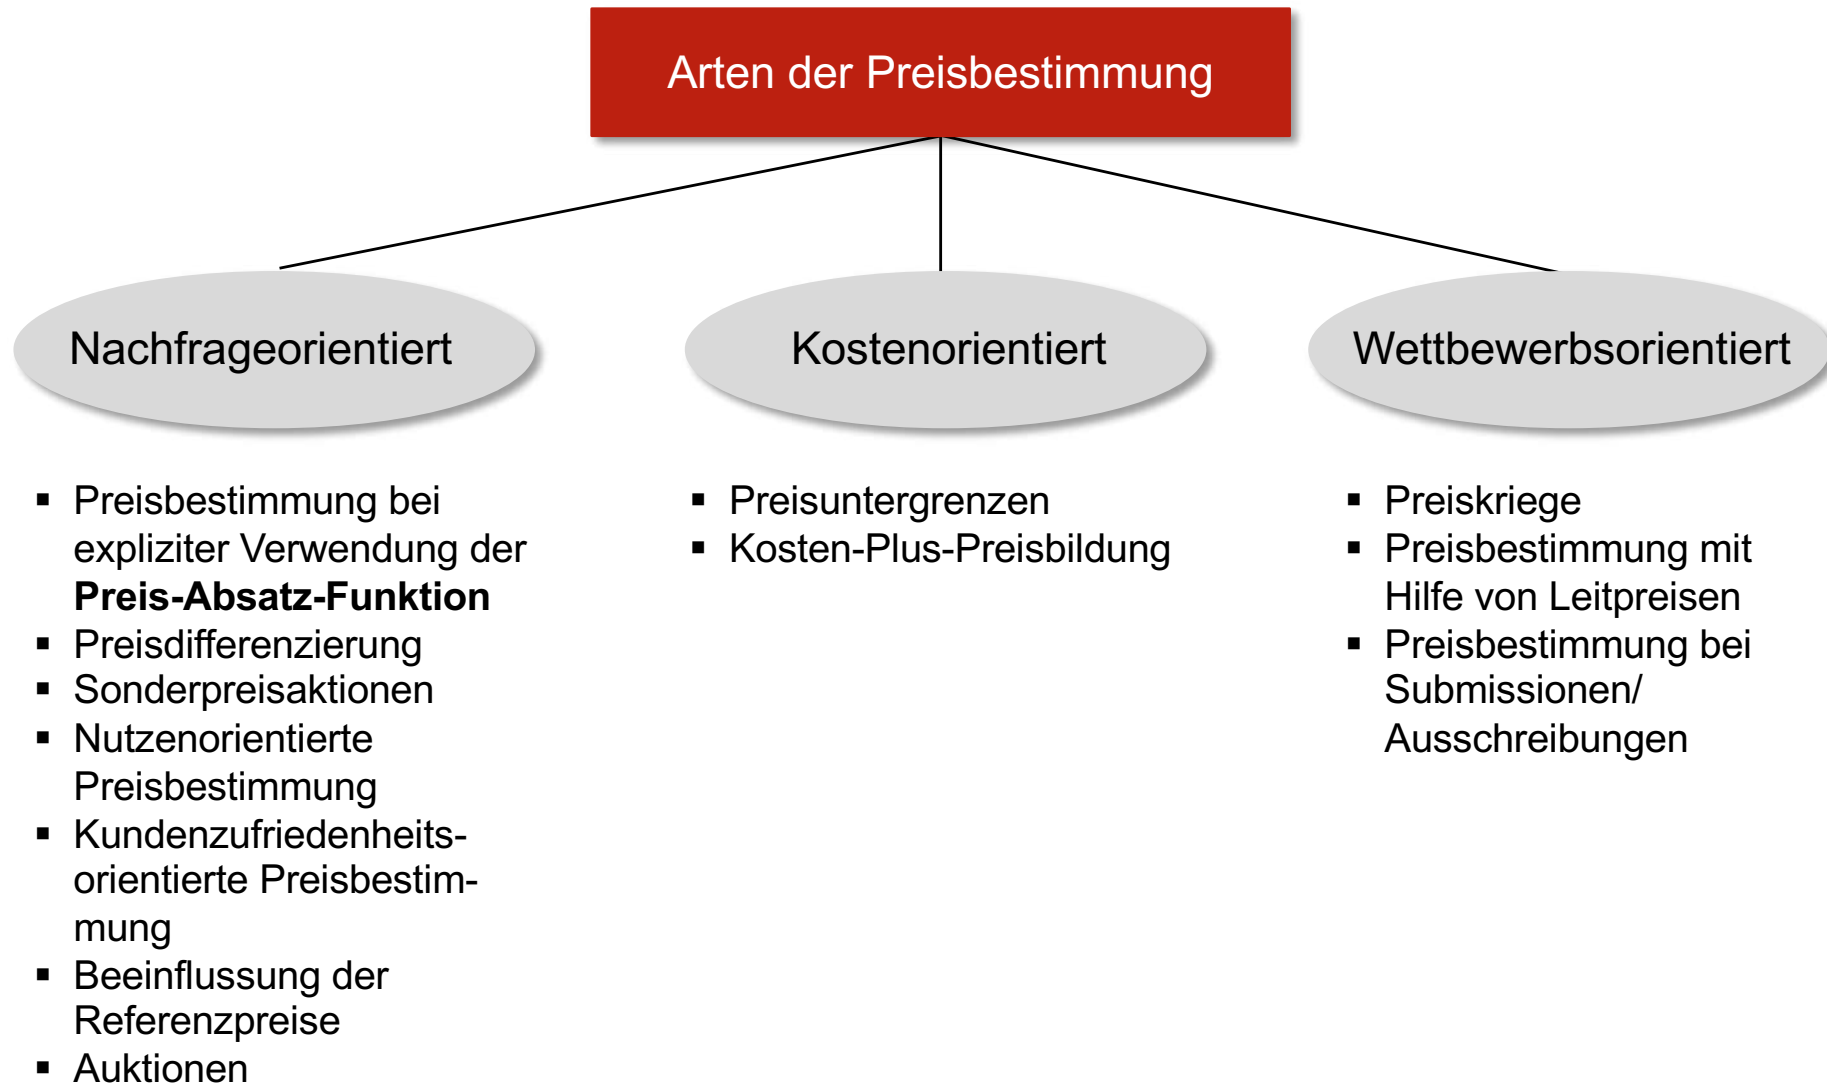 Arten der Preisbestimmung
Nachfrageorientiert
Kostenorientiert
Wettbewerbsorientiert
▪ Preisbestimmung bei
expliziter Verwendung der
Preis-Absatz-Funktion
▪ Preisdifferenzierung
▪ Sonderpreisaktionen
▪ Nutzenorientierte
Preisbestimmung
▪ Kundenzufriedenheits-
orientierte Preisbestim-
mung
▪ Beeinflussung der
Referenzpreise
▪ Auktionen
▪ Preisuntergrenzen
▪ Kosten-Plus-Preisbildung
▪ Preiskriege
▪ Preisbestimmung mit
Hilfe von Leitpreisen
▪ Preisbestimmung bei
Submissionen/
Ausschreibungen